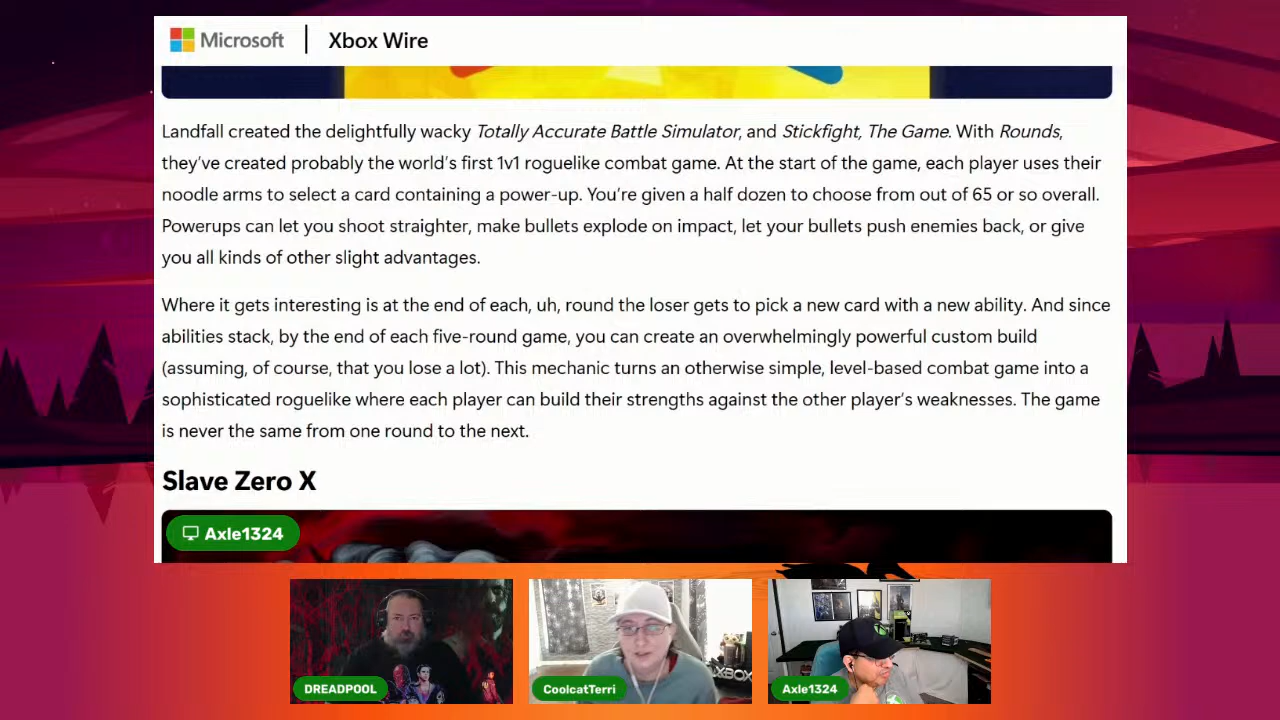 Microsoft | Xbox Wire
Landfall created the delightfully wacky Totally Accurate Battle Simulator, and Stickfight, The Game. With Rounds,
they've created probably the world's first 1v1 roguelike combat game. At the start of the game, each player uses their
noodle arms to select a card containing a power-up. You're given a half dozen to choose from out of 65 or so overall.
Powerups can let you shoot straighter, make bullets explode on impact, let your bullets push enemies back, or give
you all kinds of other slight advantages.
Where it gets interesting is at the end of each, uh, round the loser gets to pick a new card with a new ability. And since
abilities stack, by the end of each five-round game, you can create an overwhelmingly powerful custom build
(assuming, of course, that you lose a lot). This mechanic turns an otherwise simple, level-based combat game into a
sophisticated roguelike where each player can build their strengths against the other player's weaknesses. The game
is never the same from one round to the next.
Slave Zero X
Axle1324
DREADPOOL
CoolcatTerri
XBOX
Axle1324